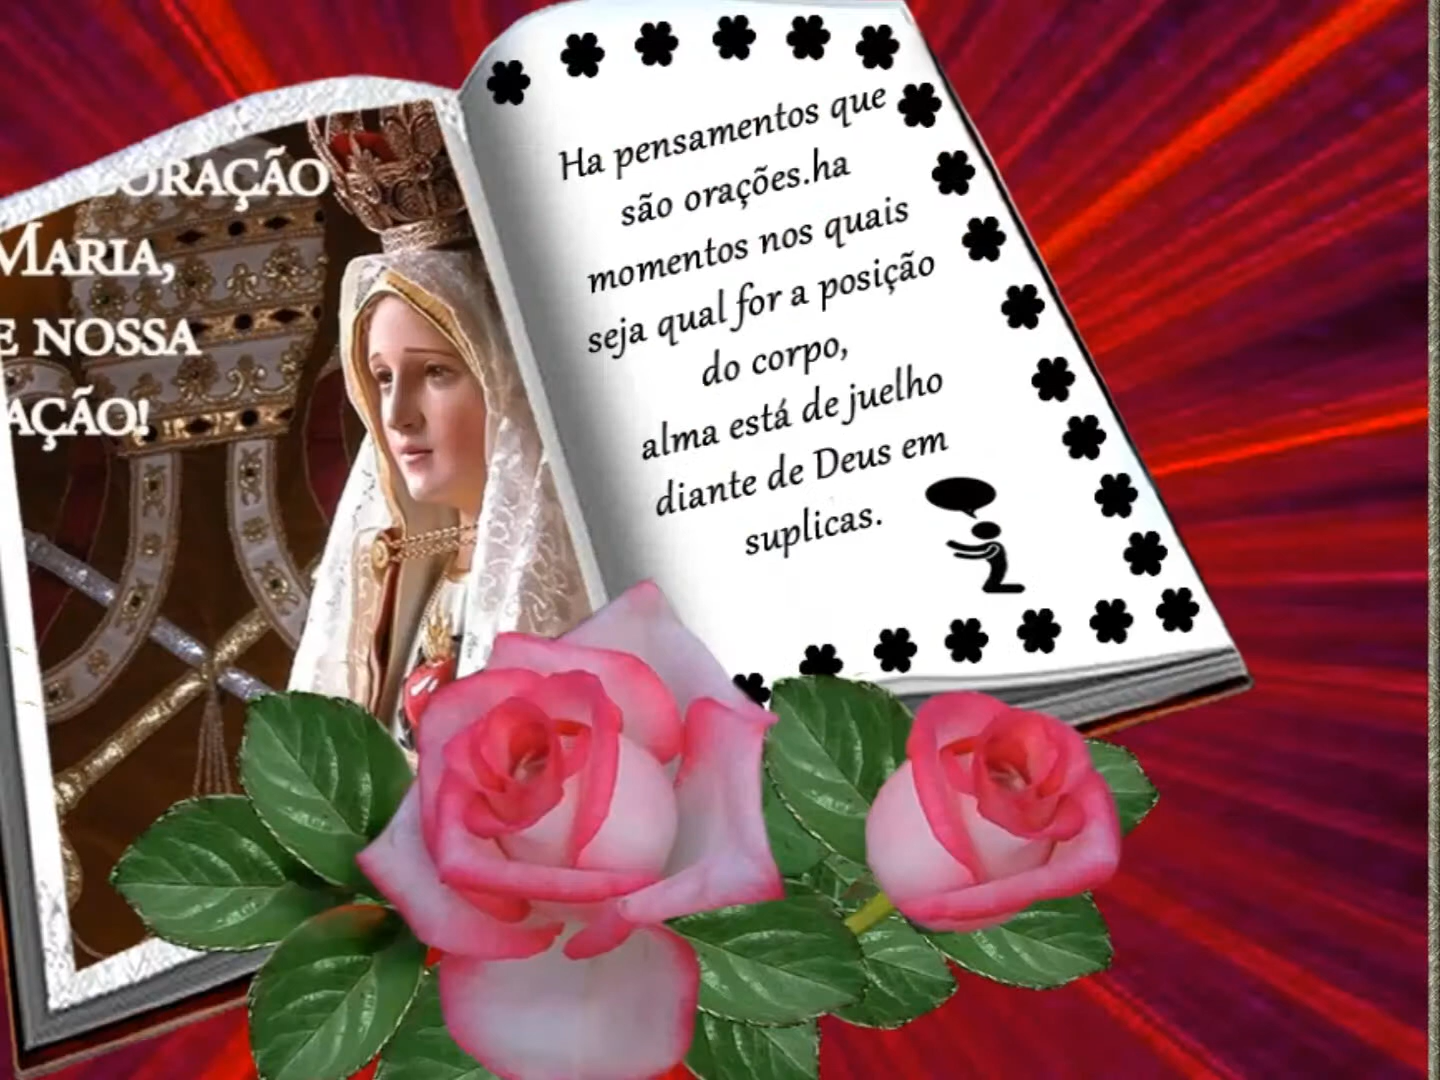 CORAÇÃO
MARIA,
E NOSSA
AÇÃO!
Ha pensamentos que
são orações.ha
momentos nos quais
seja qual for a posição
do corpo,
alma está de juelho
diante de Deus em
suplicas.